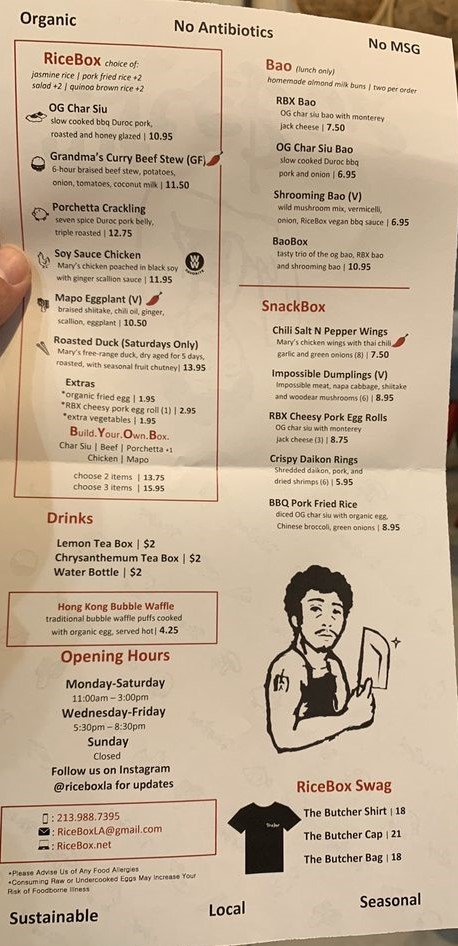 Organic
No Antibiotics
No MSG
RiceBox choice of:
jasmine rice | pork fried rice +2
salad +2 | quinoa brown rice +2
OG Char Siu
slow cooked bbq Duroc pork,
roasted and honey glazed | 10.95
Grandma's Curry Beef Stew (GF)
6-hour braised beef stew, potatoes,
onion, tomatoes, coconut milk | 11.50
Porchetta Crackling
seven spice Duroc pork belly,
triple roasted | 12.75
Soy Sauce Chicken
Mary's chicken poached in black soy
with ginger scallion sauce | 11.95
Mapo Eggplant (V)
braised shiitake, chili oil, ginger,
scallion, eggplant | 10.50
Roasted Duck (Saturdays Only)
Mary's free-range duck, dry aged for 5 days,
roasted, with seasonal fruit chutney| 13.95
Extras
*organic fried egg | 1.95
*RBX cheesy pork egg roll (1) | 2.95
*extra vegetables | 1.95
Build.Your.Own.Box.
Char Siu | Beef | Porchetta +1
Chicken | Mapo
choose 2 items | 13.75
choose 3 items | 15.95
Drinks
Lemon Tea Box | $2
Chrysanthemum Tea Box | $2
Water Bottle | $2
Hong Kong Bubble Waffle
traditional bubble waffle puffs cooked
with organic egg, served hot| 4.25
Opening Hours
Monday-Saturday
11:00am – 3:00pm
Wednesday-Friday
5:30pm – 8:30pm
Sunday
Closed
Follow us on Instagram
@riceboxla for updates
: 213.988.7395
: RiceBoxLA@gmail.com
: RiceBox.net
•Please Advise Us of Any Food Allergies
•Consuming Raw or Undercooked Eggs May Increase Your
Risk of Foodborne Illness
Bao (lunch only)
homemade almond milk buns | two per order
RBX Bao
OG char siu bao with monterey
jack cheese | 7.50
OG Char Siu Bao
slow cooked Duroc bbq
pork and onion | 6.95
Shrooming Bao (V)
wild mushroom mix, vermicelli,
onion, RiceBox vegan bbq sauce | 6.95
BaoBox
tasty trio of the og bao, RBX bao
and shrooming bao | 10.95
SnackBox
Chili Salt N Pepper Wings
Mary's chicken wings with thai chili,
garlic and green onions (8) | 7.50
Impossible Dumplings (V)
Impossible meat, napa cabbage, shiitake
and woodear mushrooms (6) | 8.95
RBX Cheesy Pork Egg Rolls
OG char siu with monterey
jack cheese (3) | 8.75
Crispy Daikon Rings
Shredded daikon, pork, and
dried shrimps (6) | 5.95
BBQ Pork Fried Rice
diced OG char siu with organic egg,
Chinese broccoli, green onions | 8.95
RiceBox Swag
The Butcher Shirt | 18
The Butcher Cap | 21
The Butcher Bag | 18
Sustainable
Local
Seasonal